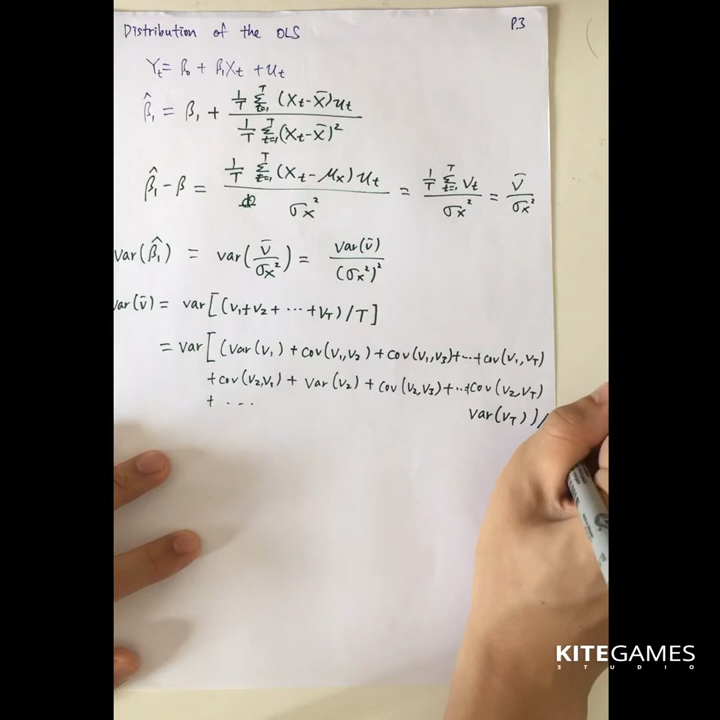 Distribution of the OLS
P3
Yt = β0 + β1Xt + ut
β̂1 = β1 + (1/T Σ_{t=1}^T (Xt-X̄)ut) / (1/T Σ_{t=1}^T (Xt-X̄)²)
β̂1 - β = (1/T Σ_{t=1}^T (Xt-μx)ut) / σx² = (1/T Σ_{t=1}^T Vt) / σx² = V̄ / σx²
var(β̂1) = var(V̄/σx²) = var(V̄) / (σx²)²
var(V̄) = var[(V1+V2+ ··· +VT)/T]
= var[(Var(V1) + cov(V1,V2) + cov(V1,V3)+···+cov(V1,VT)
+cov(V2,V1) + Var(V2) + cov(V2,V3)+···+cov(V2,VT)
+ ···· Var(VT))/
KITEGAMES
STUDIO